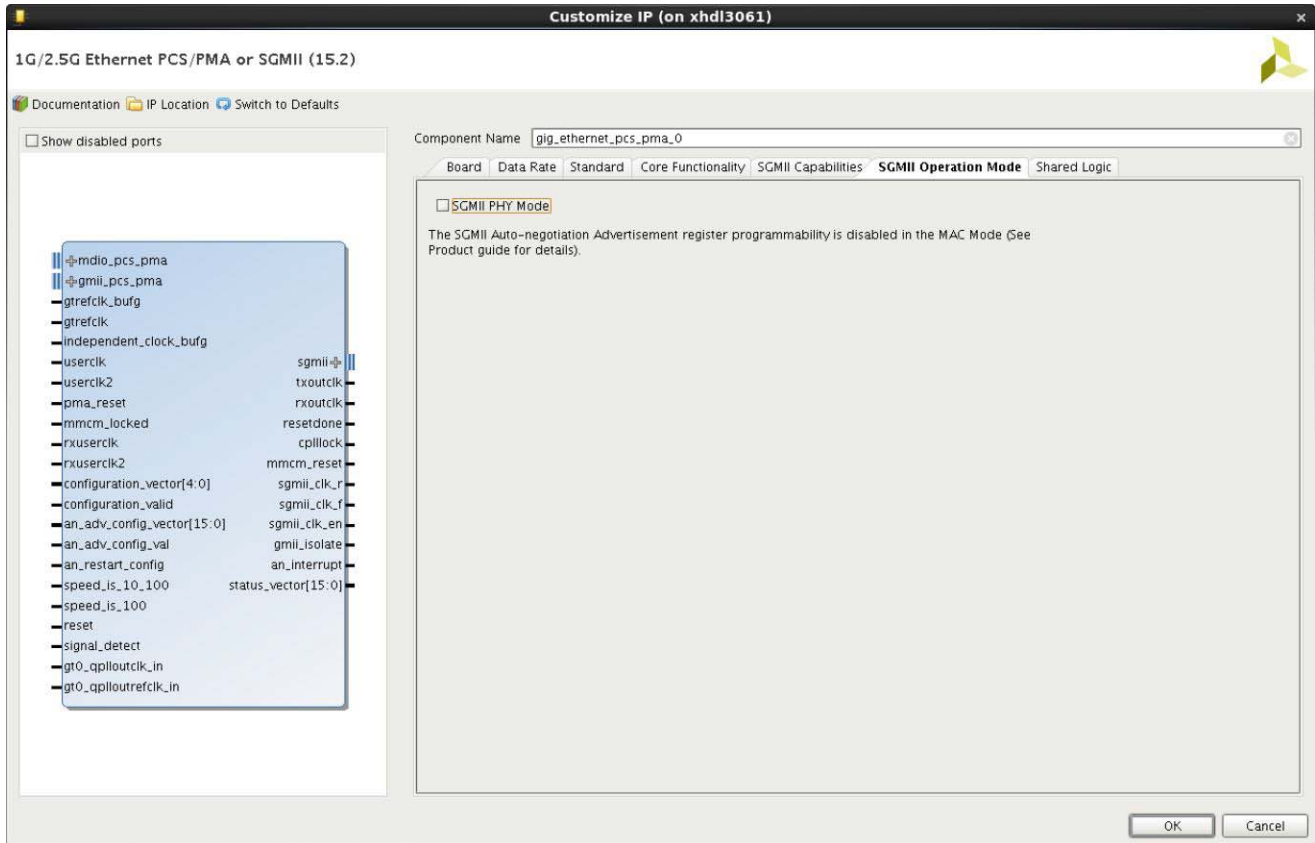 Customize IP (on xhdl3061)
1G/2.5G Ethernet PCS/PMA or SGMII (15.2)
Documentation IP Location Switch to Defaults
Show disabled ports
Component Name gig_ethernet_pcs_pma_0
Board Data Rate Standard Core Functionality SGMII Capabilities SGMII Operation Mode Shared Logic
SGMII PHY Mode
The SGMII Auto-negotiation Advertisement register programmability is disabled in the MAC Mode (See
Product guide for details).
mdio_pcs_pma
gmii_pcs_pma
gtrefclk_bufg
gtrefclk
independent_clock_bufg
userclk
userclk2
pma_reset
mmcm_locked
rxuserclk
rxuserclk2
configuration_vector[4:0]
configuration_valid
an_adv_config_vector[15:0]
an_adv_config_val
an_restart_config
speed_is_10_100
speed_is_100
reset
signal_detect
gt0_qplloutclk_in
gt0_qplloutrefclk_in
sgmii
txoutclk
rxoutclk
resetdone
cplllock
mmcm_reset
sgmii_clk_r
sgmii_clk_f
sgmii_clk_en
gmii_isolate
an_interrupt
status_vector[15:0]
OK Cancel